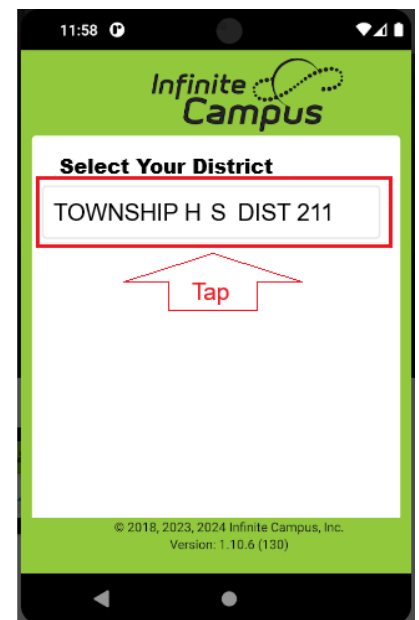 11:58
Infinite
Campus
Select Your District
TOWNSHIP H S DIST 211
Tap
© 2018, 2023, 2024 Infinite Campus, Inc.
Version: 1.10.6 (130)